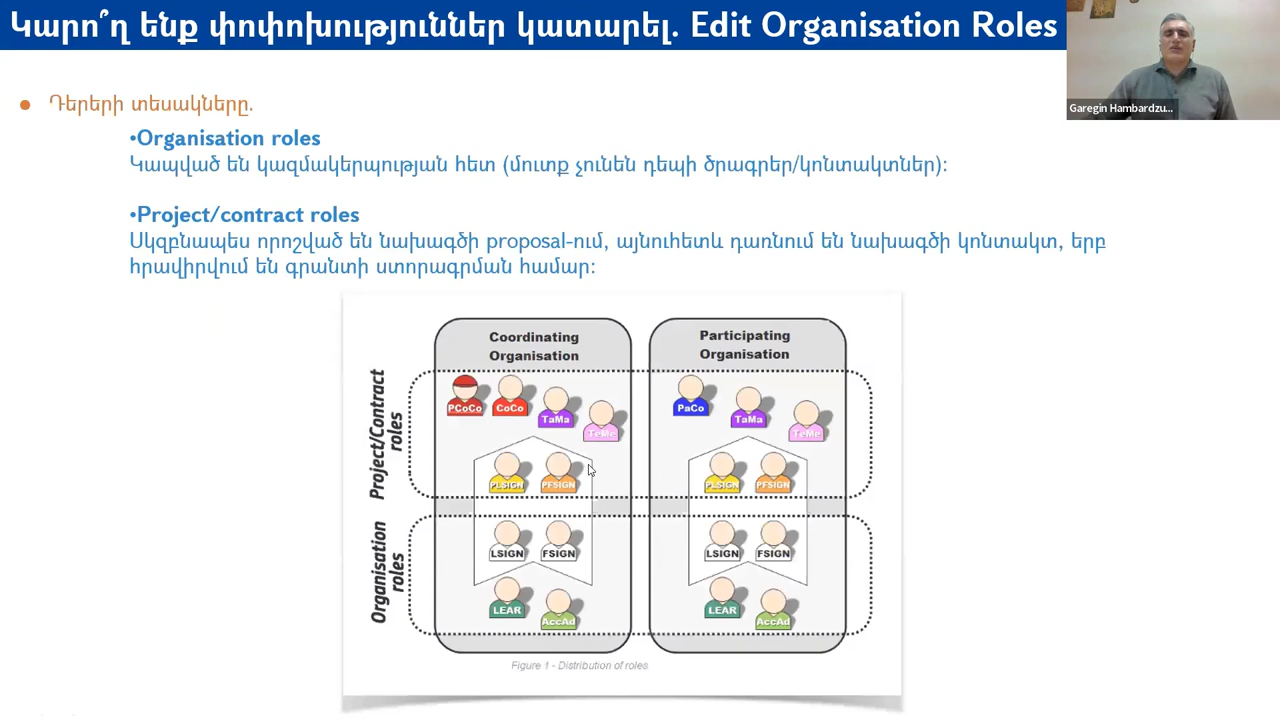 Կարո՞ղ ենք փոփոխություններ կատարել. Edit Organisation Roles
Garegin Hambardzu...
● Դերերի տեսակները.
•Organisation roles
Կապված են կազմակերպության հետ (մուտք չունեն դեպի ծրագրեր/կոնտակտներ):
•Project/contract roles
Սկզբնապես որոշված են նախագծի proposal-ում, այնուհետև դառնում են նախագծի կոնտակտ, երբ
հրավիրվում են գրանտի ստորագրման համար:
Coordinating
Organisation
Participating
Organisation
Project/Contract
roles
PCoCo CoCo TaMa TeMe
PaCo TaMa TeMe
PLSIGN PFSIGN
PLSIGN PFSIGN
Organisation
roles
LSIGN FSIGN
LSIGN FSIGN
LEAR AccAd
LEAR AccAd
Figure 1 - Distribution of roles